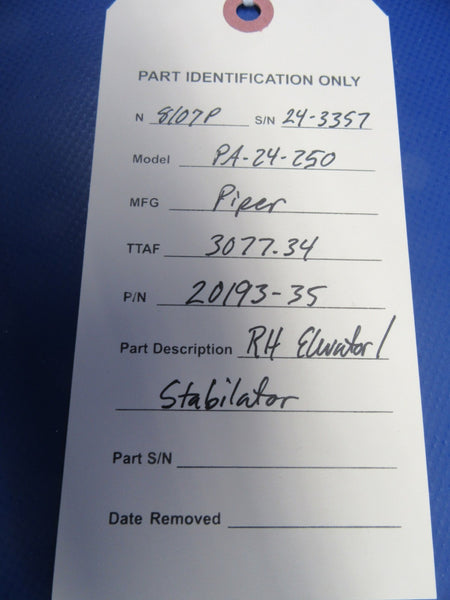 PART IDENTIFICATION ONLY
N 8107P S/N 24-3357
Model PA-24-250
MFG Piper
TTAF 3077.34
P/N 20193-35
Part Description RH Elevator/
Stabilator
Part S/N
Date Removed